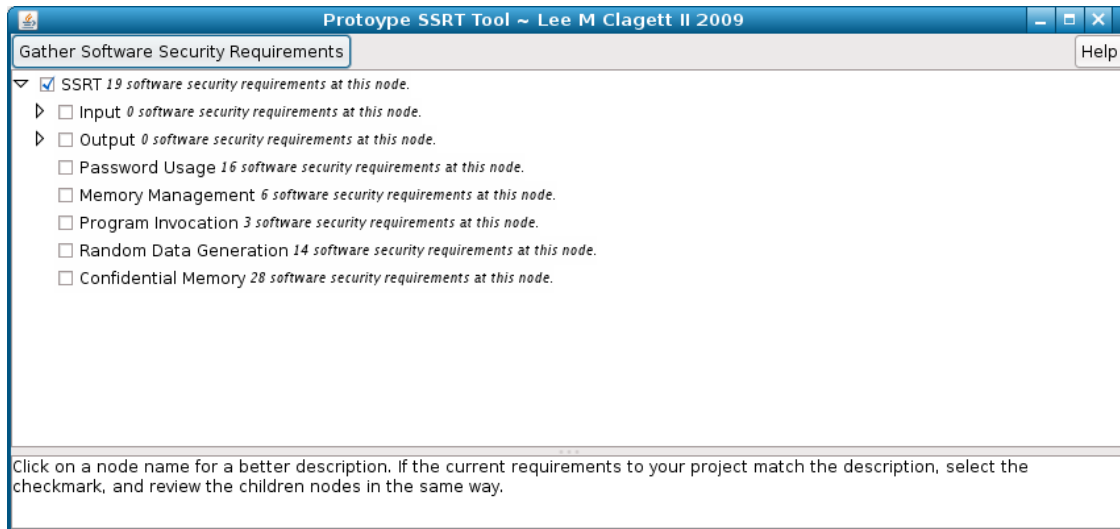 Protoype SSRT Tool ~ Lee M Clagett II 2009
Gather Software Security Requirements
Help
SSRT 19 software security requirements at this node.
Input 0 software security requirements at this node.
Output 0 software security requirements at this node.
Password Usage 16 software security requirements at this node.
Memory Management 6 software security requirements at this node.
Program Invocation 3 software security requirements at this node.
Random Data Generation 14 software security requirements at this node.
Confidential Memory 28 software security requirements at this node.
Click on a node name for a better description. If the current requirements to your project match the description, select the
checkmark, and review the children nodes in the same way.